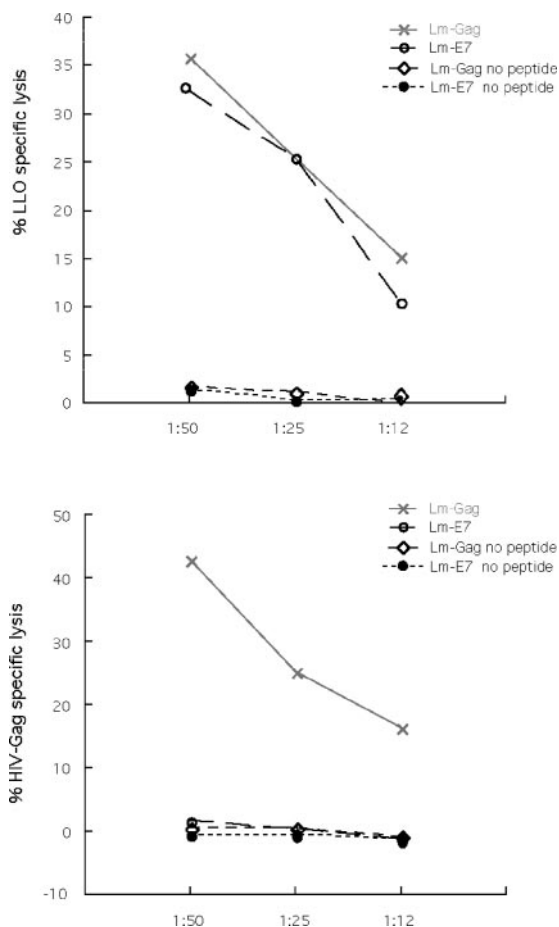 % LLO specific lysis
40
35
30
25
20
15
10
5
0
1:50 1:25 1:12
Lm-Gag
Lm-E7
Lm-Gag no peptide
Lm-E7 no peptide
% HIV-Gag specific lysis
50
40
30
20
10
0
-10
1:50 1:25 1:12
Lm-Gag
Lm-E7
Lm-Gag no peptide
Lm-E7 no peptide